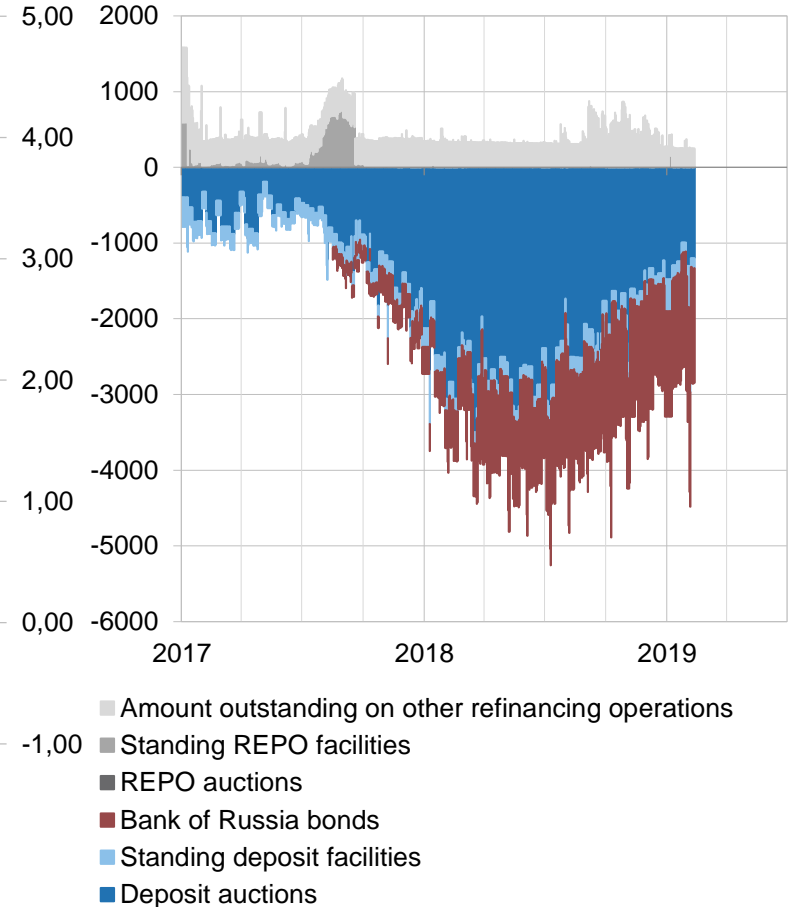 5,00 2000
1000
4,00
0
-1000
3,00
-2000
2,00 -3000
-4000
1,00
-5000
0,00 -6000
2017 2018 2019
Amount outstanding on other refinancing operations
-1,00 Standing REPO facilities
REPO auctions
Bank of Russia bonds
Standing deposit facilities
Deposit auctions